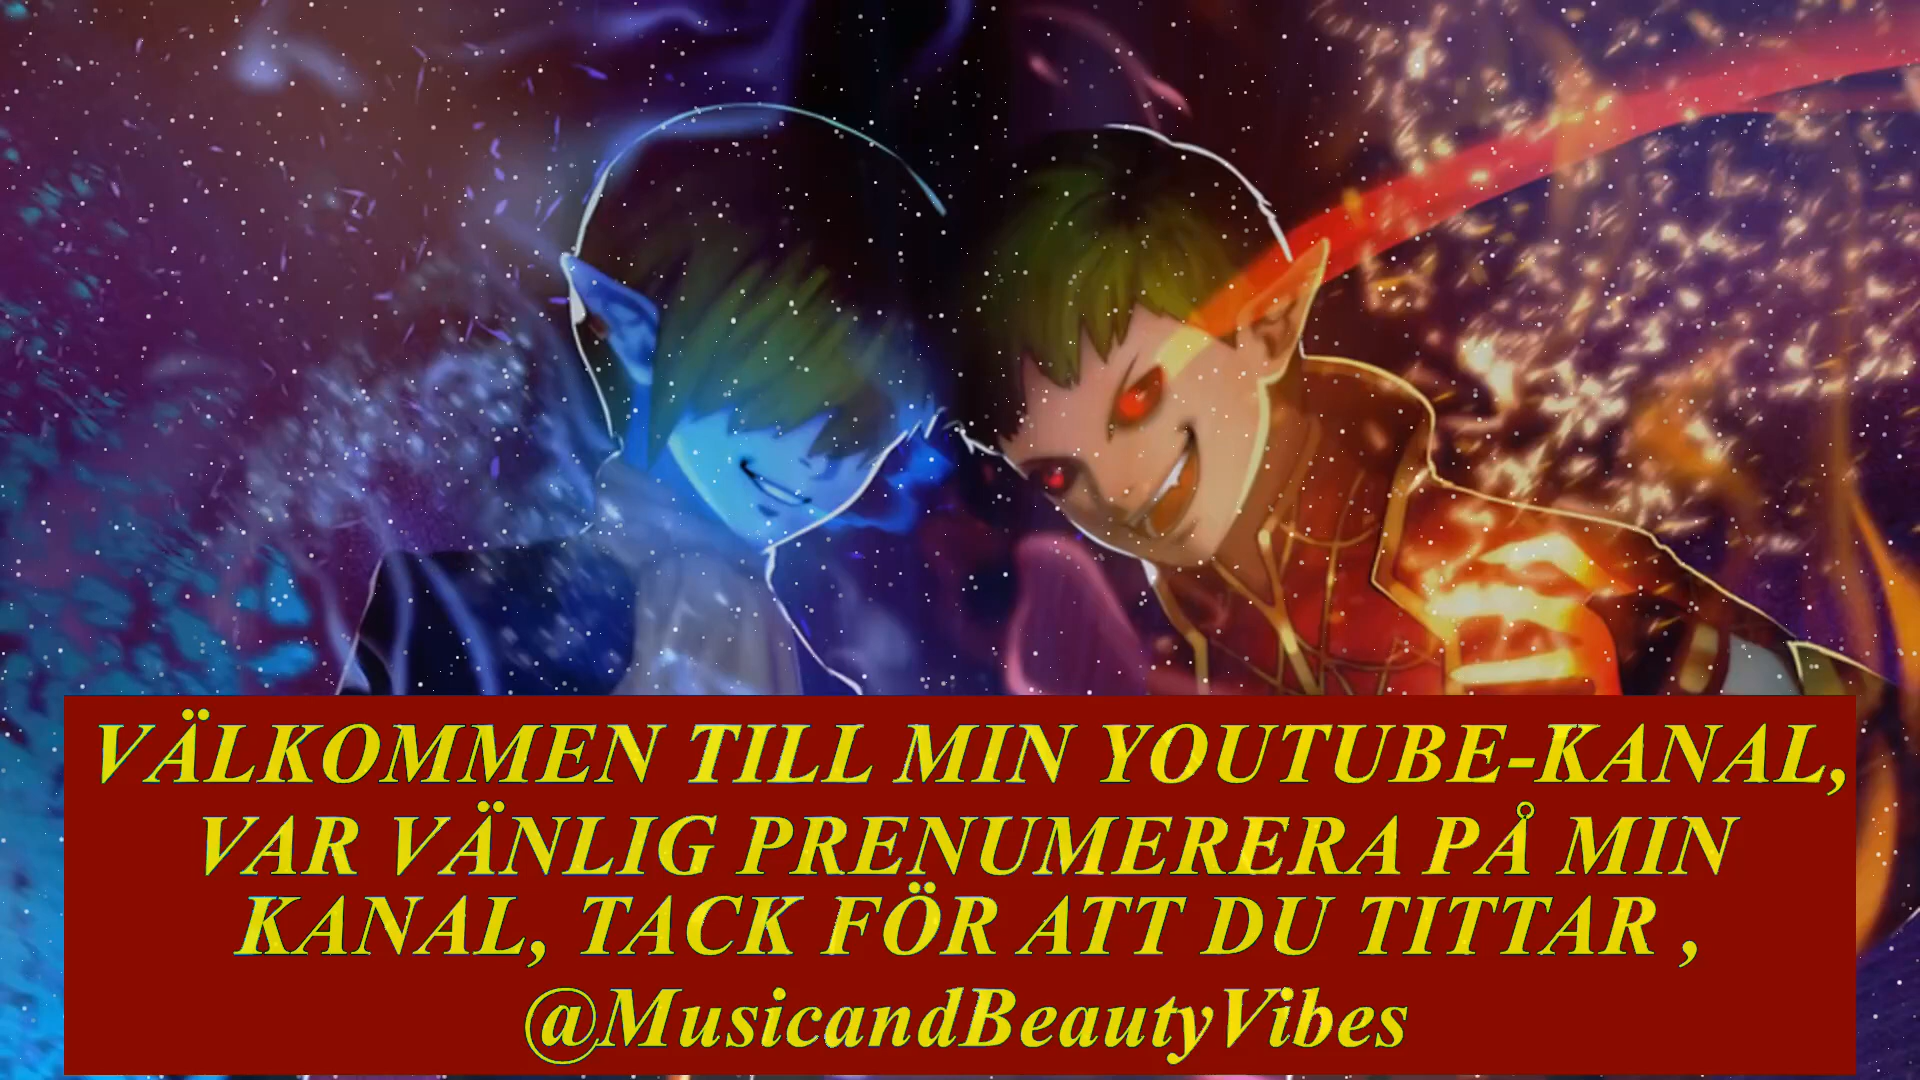 VÄLKOMMEN TILL MIN YOUTUBE-KANAL,
VAR VÄNLIG PRENUMERERA PÅ MIN
KANAL, TACK FÖR ATT DU TITTAR ,
@MusicandBeautyVibes